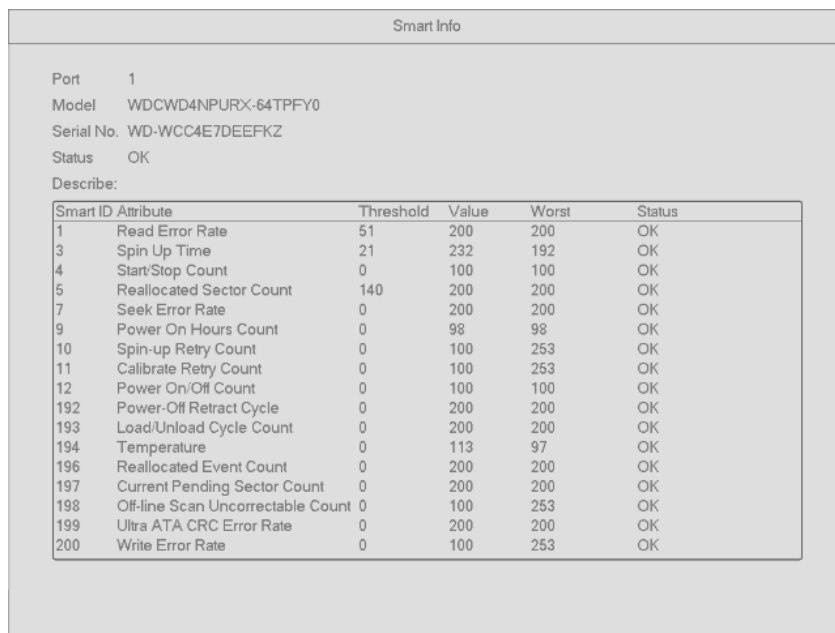 Smart Info
Port 1
Model WDCWD4NPURX-64TPFY0
Serial No. WD-WCC4E7DEEFKZ
Status OK
Describe:
Smart ID Attribute Threshold Value Worst Status
1 Read Error Rate 51 200 200 OK
3 Spin Up Time 21 232 192 OK
4 Start/Stop Count 0 100 100 OK
5 Reallocated Sector Count 140 200 200 OK
7 Seek Error Rate 0 200 200 OK
9 Power On Hours Count 0 98 98 OK
10 Spin-up Retry Count 0 100 253 OK
11 Calibrate Retry Count 0 100 253 OK
12 Power On/Off Count 0 100 100 OK
192 Power-Off Retract Cycle 0 200 200 OK
193 Load/Unload Cycle Count 0 200 200 OK
194 Temperature 0 113 97 OK
196 Reallocated Event Count 0 200 200 OK
197 Current Pending Sector Count 0 200 200 OK
198 Off-line Scan Uncorrectable Count 0 100 253 OK
199 Ultra ATA CRC Error Rate 0 200 200 OK
200 Write Error Rate 0 100 253 OK